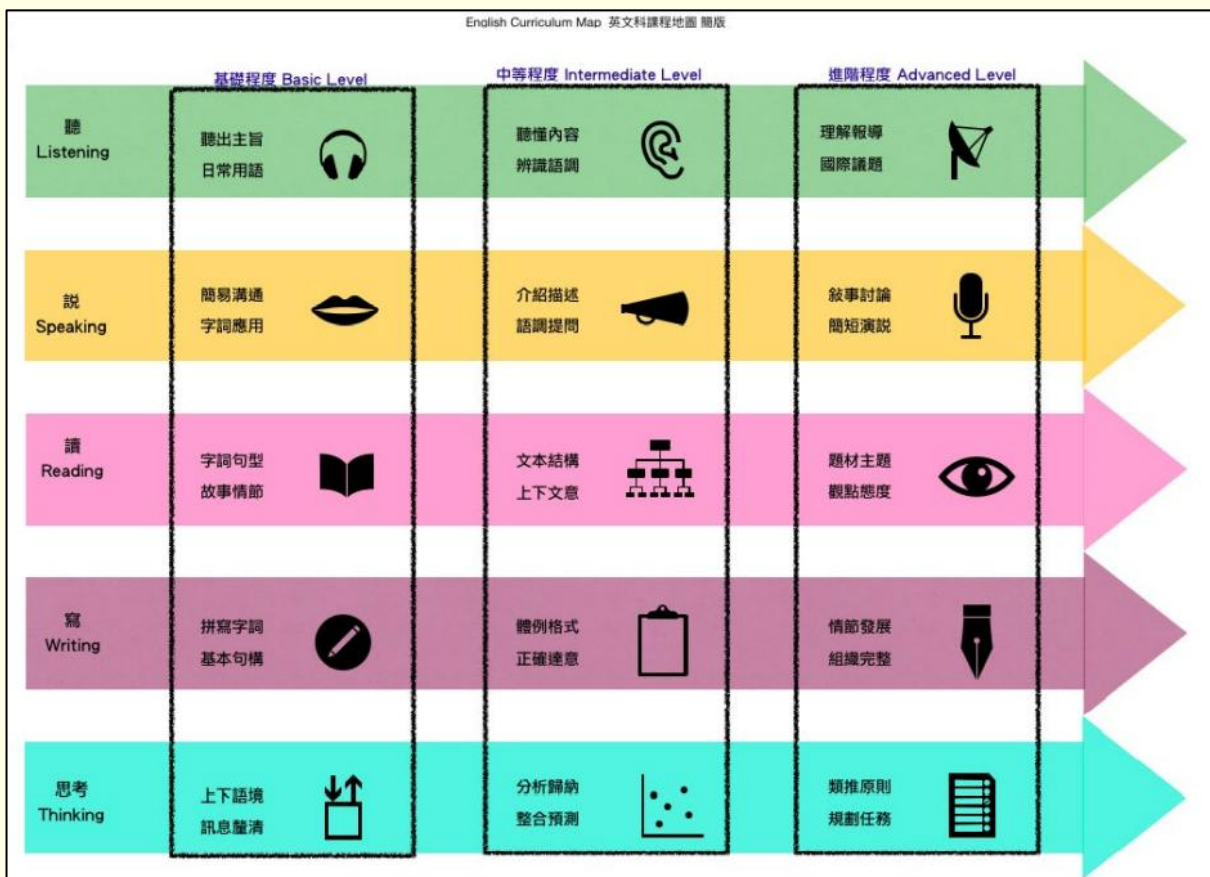 English Curriculum Map 英文科課程地圖 簡版
基礎程度 Basic Level
中等程度 Intermediate Level
進階程度 Advanced Level
聽
Listening
聽出主旨
日常用語
聽懂內容
辨識語調
理解報導
國際議題
說
Speaking
簡易溝通
字詞應用
介紹描述
語調提問
敍事討論
簡短演説
讀
Reading
字詞句型
故事情節
文本結構
上下文意
題材主題
觀點態度
寫
Writing
拼寫字詞
基本句構
體例格式
正確達意
情節發展
組織完整
思考
Thinking
上下語境
訊息釐清
分析歸納
整合預測
類推原則
規劃任務